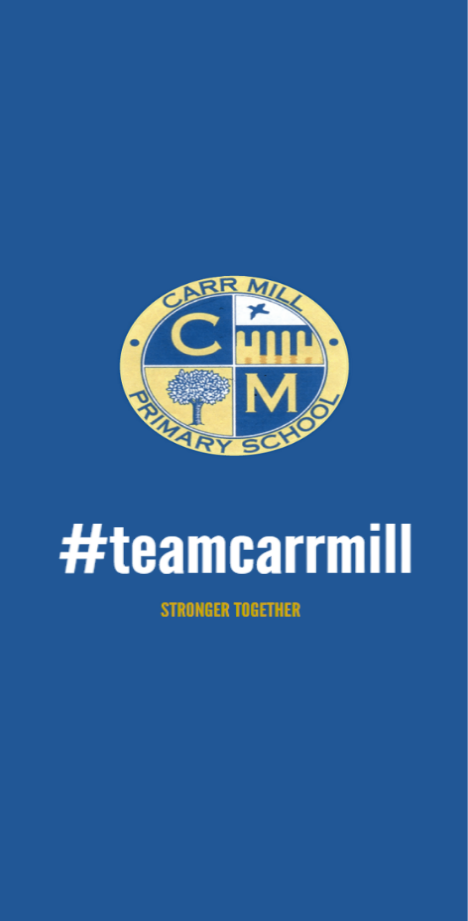 CARR MILL
C
M
PRIMARY SCHOOL
#teamcarrmill
STRONGER TOGETHER